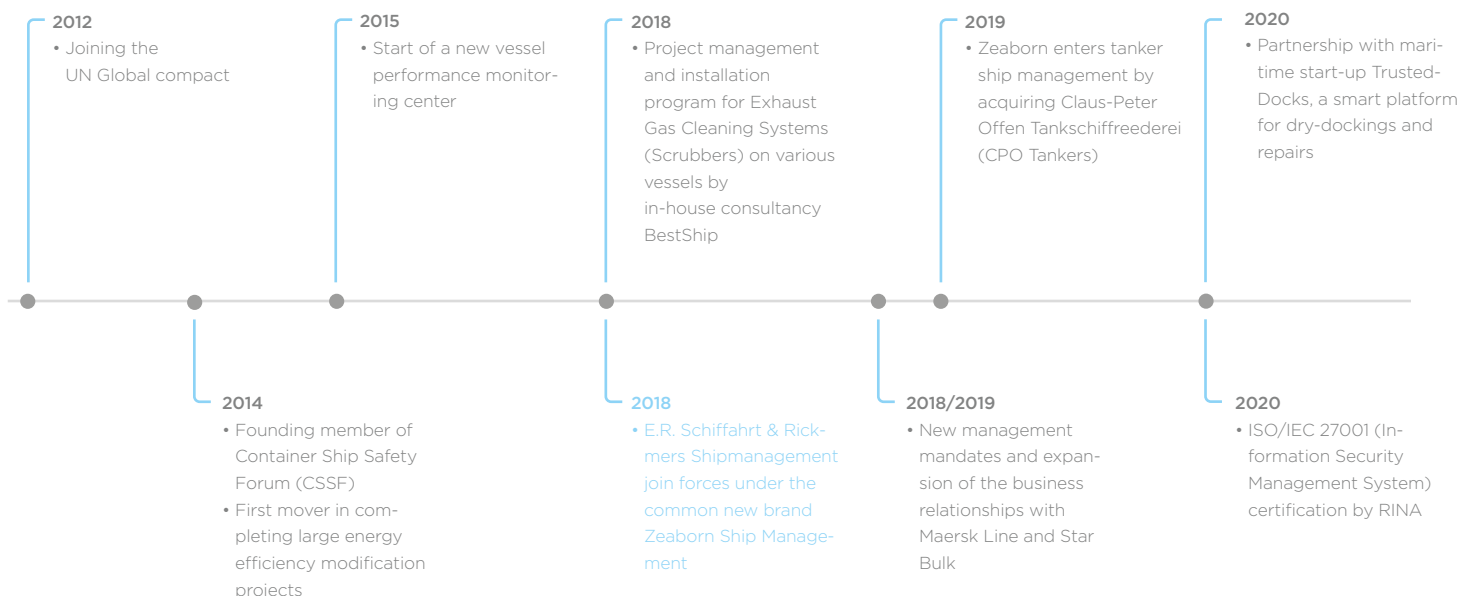 2012
• Joining the
UN Global compact
2015
• Start of a new vessel
performance monitor-
ing center
2018
• Project management
and installation
program for Exhaust
Gas Cleaning Systems
(Scrubbers) on various
vessels by
in-house consultancy
BestShip
2019
• Zeaborn enters tanker
ship management by
acquiring Claus-Peter
Offen Tankschiffreederei
(CPO Tankers)
2020
• Partnership with mari-
time start-up Trusted-
Docks, a smart platform
for dry-dockings and
repairs
2014
• Founding member of
Container Ship Safety
Forum (CSSF)
• First mover in com-
pleting large energy
efficiency modification
projects
2018
• E.R. Schiffahrt & Rick-
mers Shipmanagement
join forces under the
common new brand
Zeaborn Ship Manage-
ment
2018/2019
• New management
mandates and expan-
sion of the business
relationships with
Maersk Line and Star
Bulk
2020
• ISO/IEC 27001 (In-
formation Security
Management System)
certification by RINA